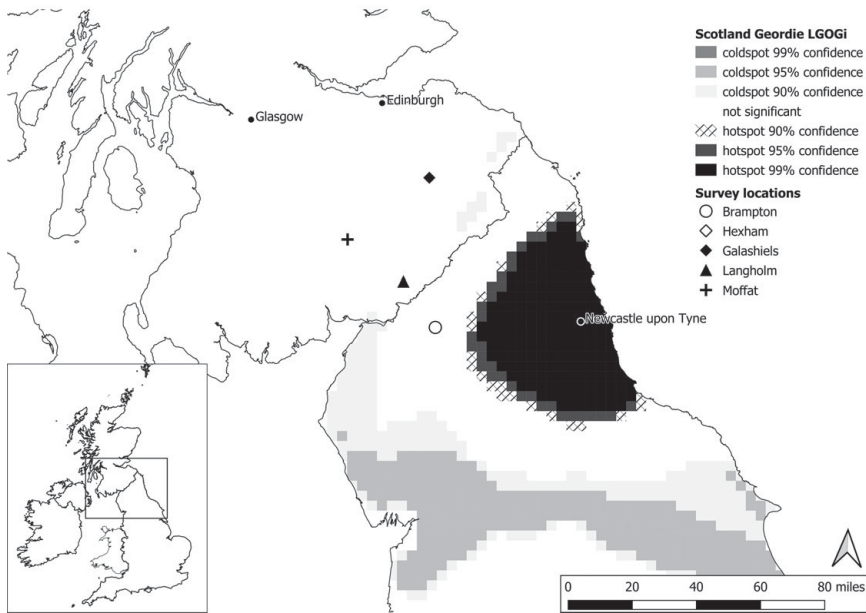 Scotland Geordie LGOGi
coldspot 99% confidence
coldspot 95% confidence
coldspot 90% confidence
not significant
hotspot 90% confidence
hotspot 95% confidence
hotspot 99% confidence
Survey locations
Brampton
Hexham
Galashiels
Langholm
Moffat
Edinburgh
Glasgow
Newcastle upon Tyne
0 20 40 60 80 miles